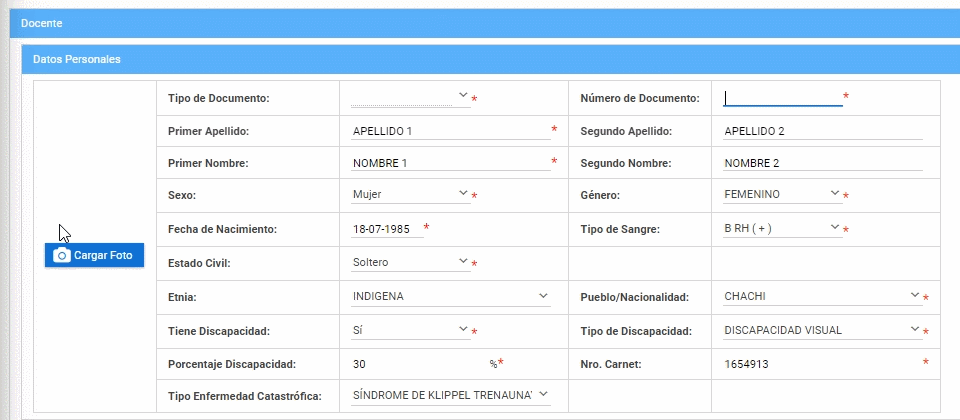 Docente
Datos Personales
Tipo de Documento: * Número de Documento: *
Primer Apellido: APELLIDO 1 * Segundo Apellido: APELLIDO 2
Primer Nombre: NOMBRE 1 * Segundo Nombre: NOMBRE 2
Sexo: Mujer * Género: FEMENINO *
Fecha de Nacimiento: 18-07-1985 * Tipo de Sangre: B RH ( + ) *
Cargar Foto
Estado Civil: Soltero *
Etnia: INDIGENA Pueblo/Nacionalidad: CHACHI *
Tiene Discapacidad: Sí * Tipo de Discapacidad: DISCAPACIDAD VISUAL *
Porcentaje Discapacidad: 30 %* Nro. Carnet: 1654913 *
Tipo Enfermedad Catastrófica: SÍNDROME DE KLIPPEL TRENAUNA